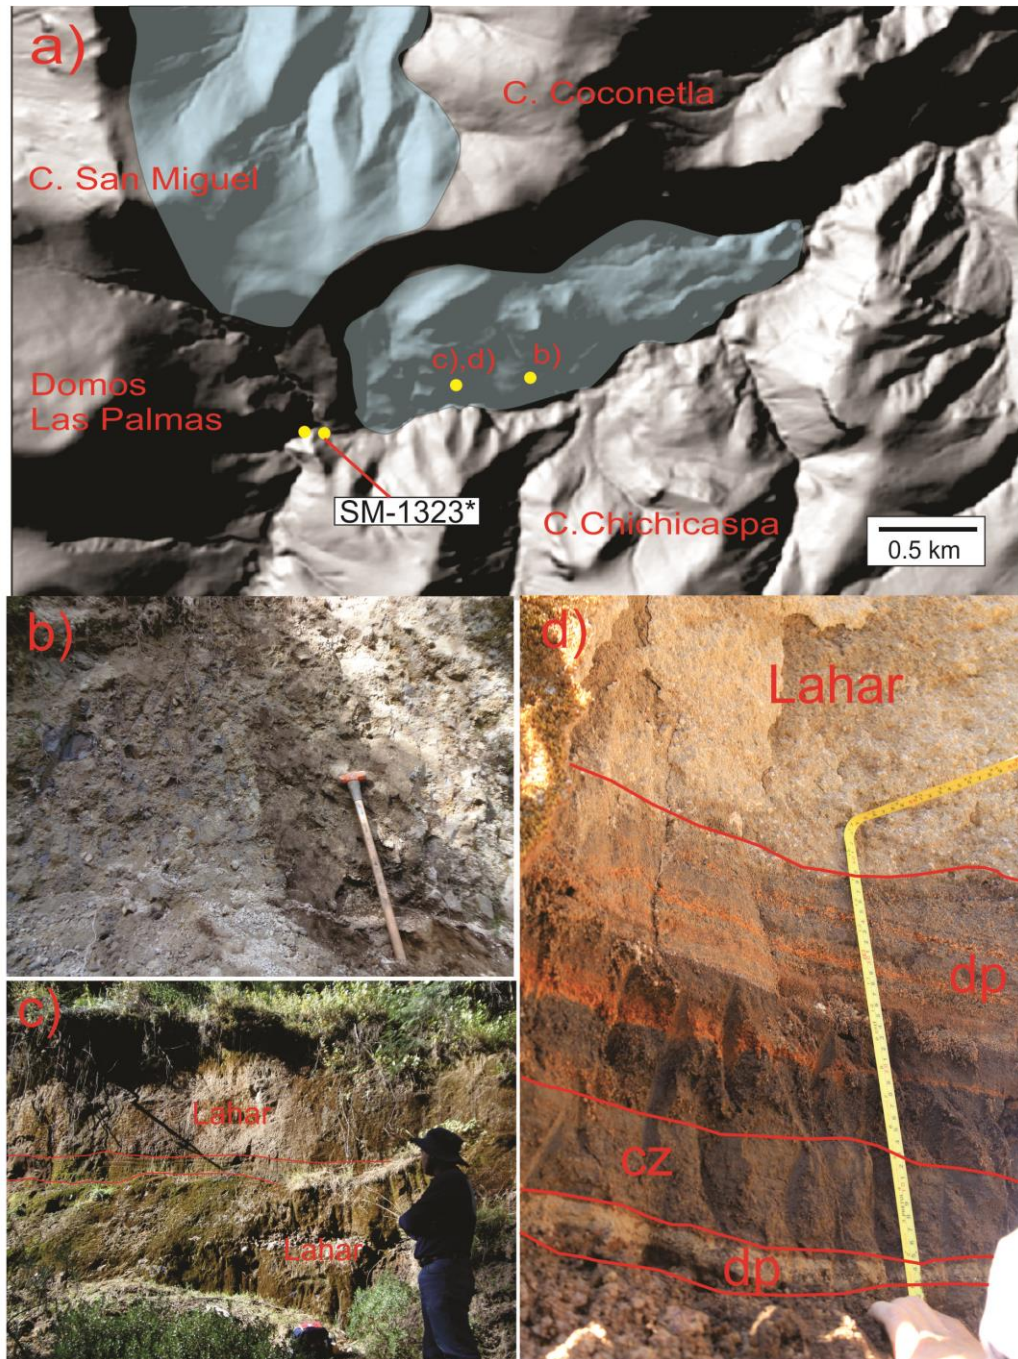 a)
C. Coconetla
C. San Miguel
c),d)
b)
Domos
Las Palmas
SM-1323*
C.Chichicaspa
0.5 km
b)
c)
Lahar
Lahar
d)
Lahar
dp
cz
dp